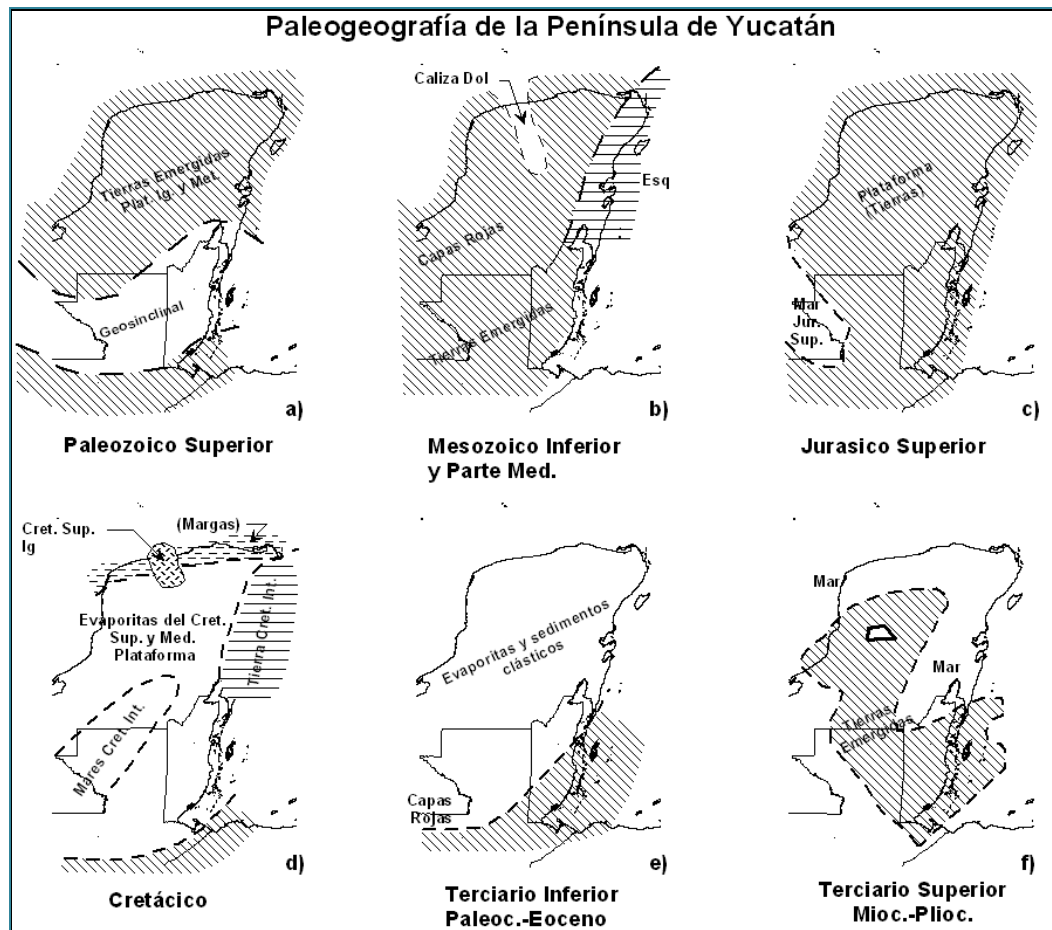 Paleogeografía de la Península de Yucatán
Tierras Emergidas
Plat. Ig. y Met.
Geosinclinal
a)
Paleozoico Superior
Caliza Dol
Esq
Capas Rojas
Tierras Emergidas
b)
Mesozoico Inferior
y Parte Med.
Plataforma
(Tierras)
Mar
Jur.
Sup.
c)
Jurasico Superior
Cret. Sup.
Ig
(Margas)
Evaporitas del Cret.
Sup. y Med.
Plataforma
Tierra Cret. Int.
Mares Cret. Int.
d)
Cretácico
Evaporitas y sedimentos
clásticos
Capas
Rojas
e)
Terciario Inferior
Paleoc.-Eoceno
Mar
Mar
Tierras
Emergidas
f)
Terciario Superior
Mioc.-Plioc.